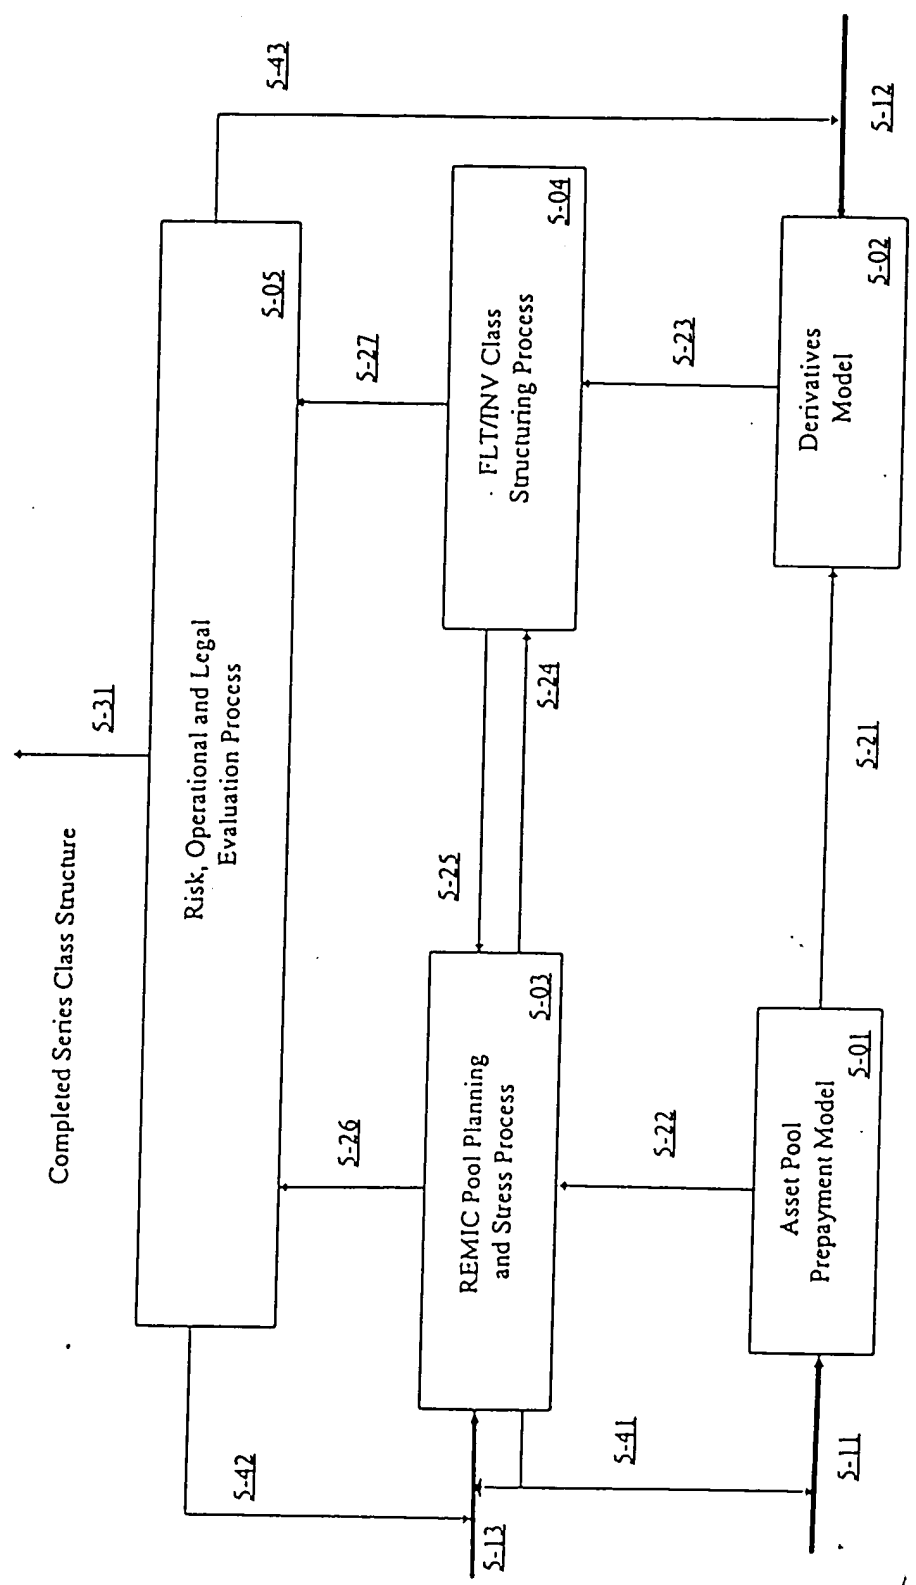 Completed Series Class Structure
5-31
Risk, Operational and Legal
Evaluation Process
5-05
5-42
5-26
5-27
5-43
REMIC Pool Planning
and Stress Process
5-03
5-25
5-24
FLT/INV Class
Structuring Process
5-04
5-13
5-41
5-22
5-23
Asset Pool
Prepayment Model
5-01
5-21
Derivatives
Model
5-02
5-11
5-12